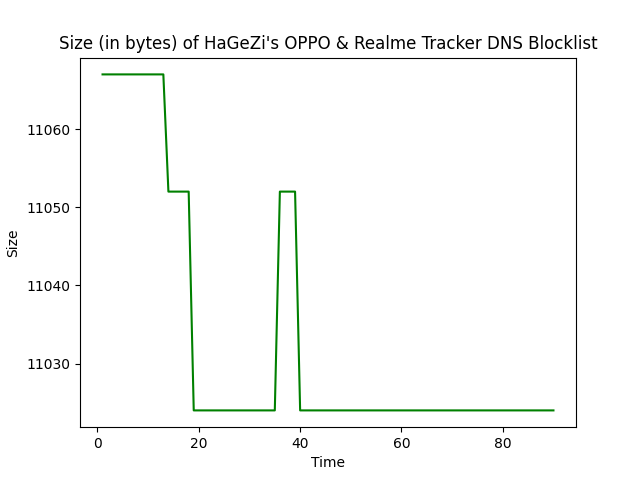 Size (in bytes) of HaGeZi's OPPO & Realme Tracker DNS Blocklist
11060
11050
11040
11030
Size
0 20 40 60 80
Time